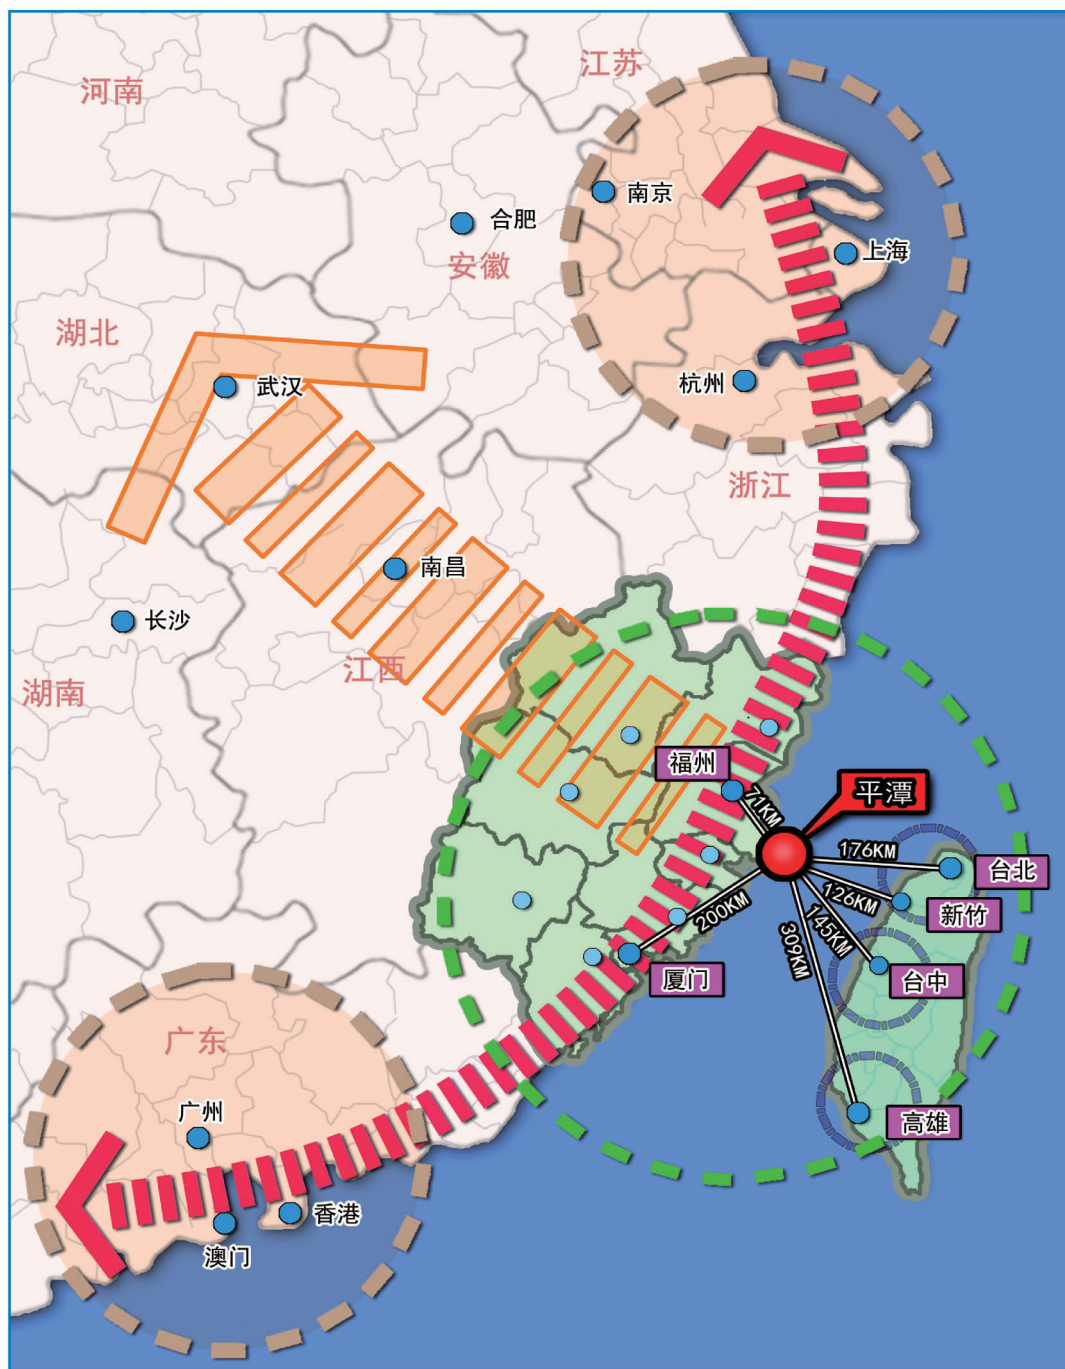 河南
江苏
南京
合肥
安徽
上海
湖北
武汉
杭州
浙江
南昌
长沙
江西
湖南
福州
平潭
71KM
176KM
台北
126KM
新竹
200KM
145KM
309KM
台中
厦门
广东
广州
高雄
香港
澳门